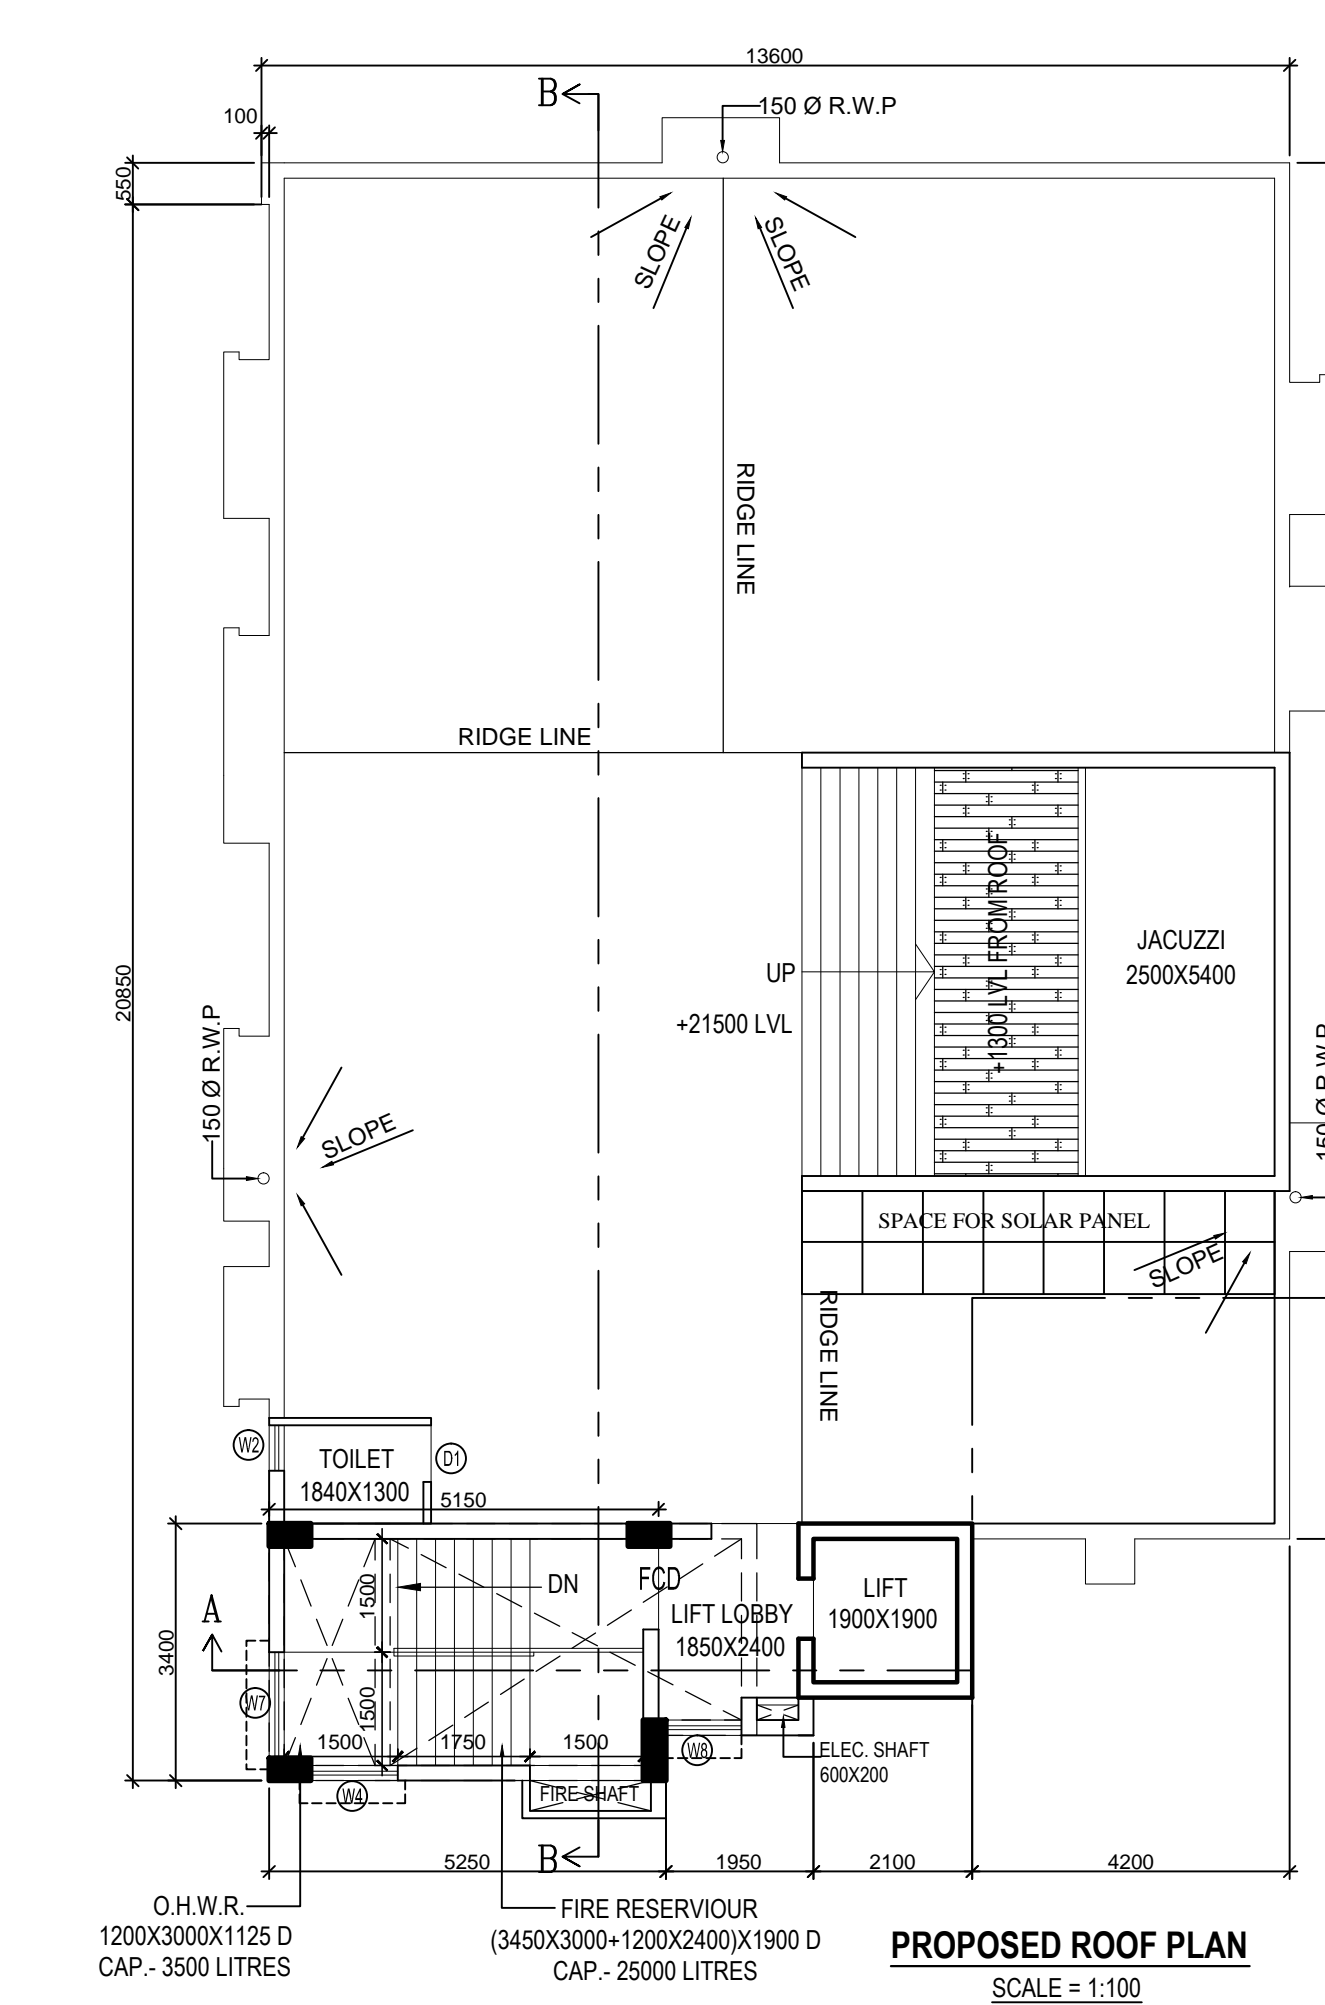 13600
B
150 Ø R.W.P
100
550
SLOPE
SLOPE
RIDGE LINE
RIDGE LINE
20850
+1300 LVL FROM ROOF
JACUZZI
2500X5400
UP
+21500 LVL
150 Ø R.W.P
150 Ø R.W.P
SLOPE
SPACE FOR SOLAR PANEL
SLOPE
RIDGE LINE
W2
TOILET
1840X1300
D1
5150
3400
A
1500
DN
FCD
LIFT LOBBY
1850X2400
LIFT
1900X1900
W7
1500
1500
1750
1500
W8
ELEC. SHAFT
600X200
W4
FIRE SHAFT
5250
B
1950
2100
4200
O.H.W.R.
1200X3000X1125 D
CAP.- 3500 LITRES
FIRE RESERVIOUR
(3450X3000+1200X2400)X1900 D
CAP.- 25000 LITRES
PROPOSED ROOF PLAN
SCALE = 1:100